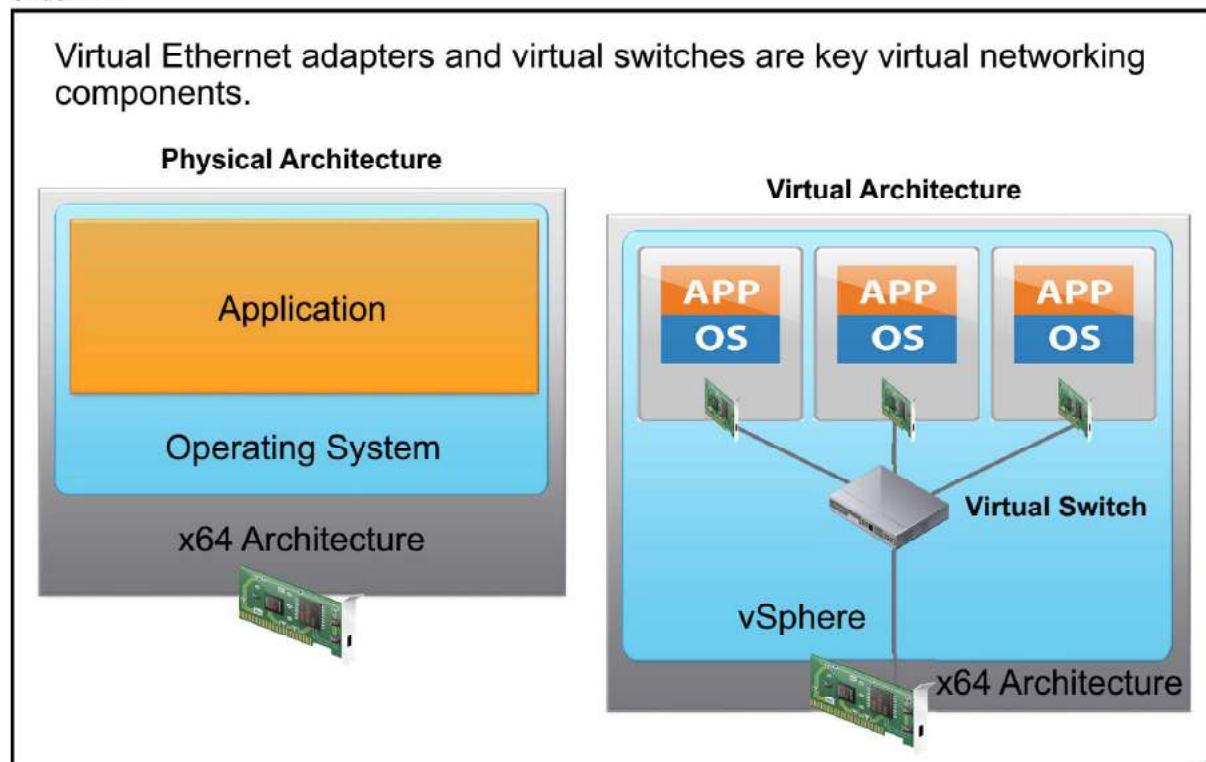 Virtual Ethernet adapters and virtual switches are key virtual networking
components.
Physical Architecture
Application
Operating System
x64 Architecture
Virtual Architecture
APP
OS
APP
OS
APP
OS
Virtual Switch
vSphere
x64 Architecture